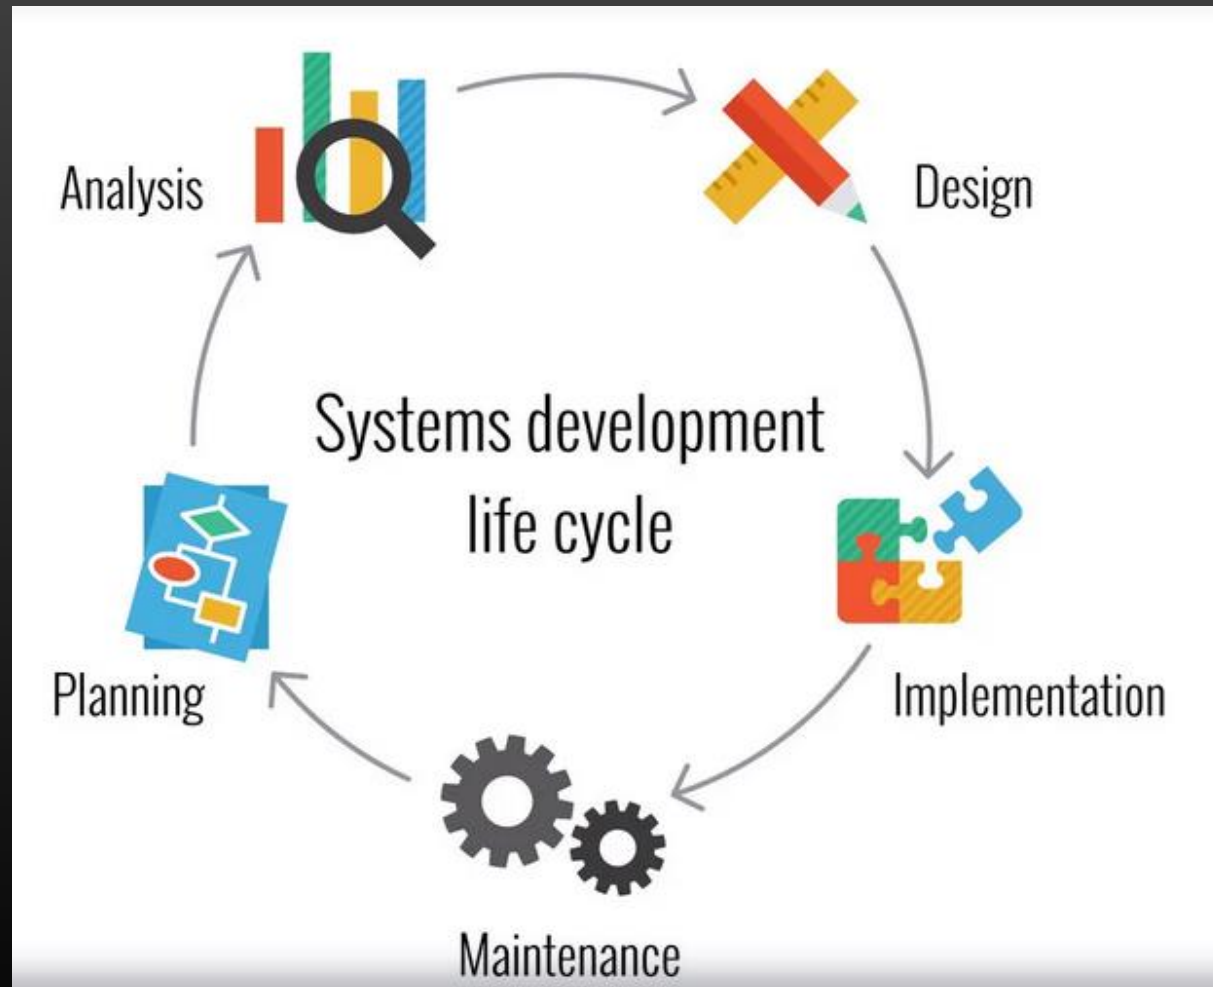 Analysis
Design
Systems development
life cycle
Planning
Implementation
Maintenance